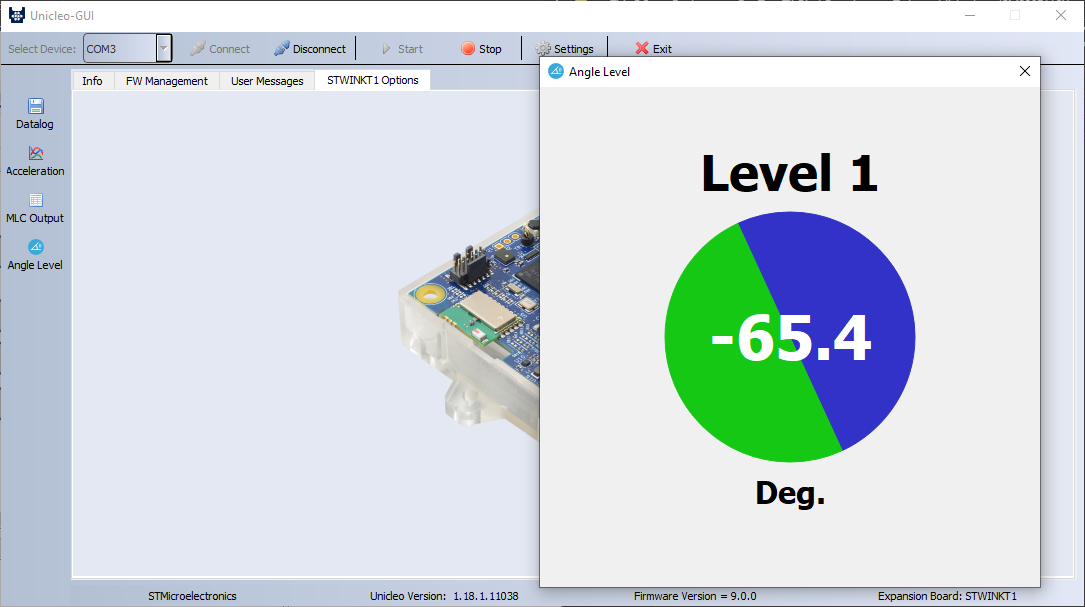 Unicleo-GUI
Select Device: COM3 Connect Disconnect Start Stop Settings Exit
Info FW Management User Messages STWINKT1 Options
Datalog
Acceleration
MLC Output
Angle Level
Angle Level
Level 1
-65.4
Deg.
STMicroelectronics Unicleo Version: 1.18.1.11038 Firmware Version = 9.0.0 Expansion Board: STWINKT1